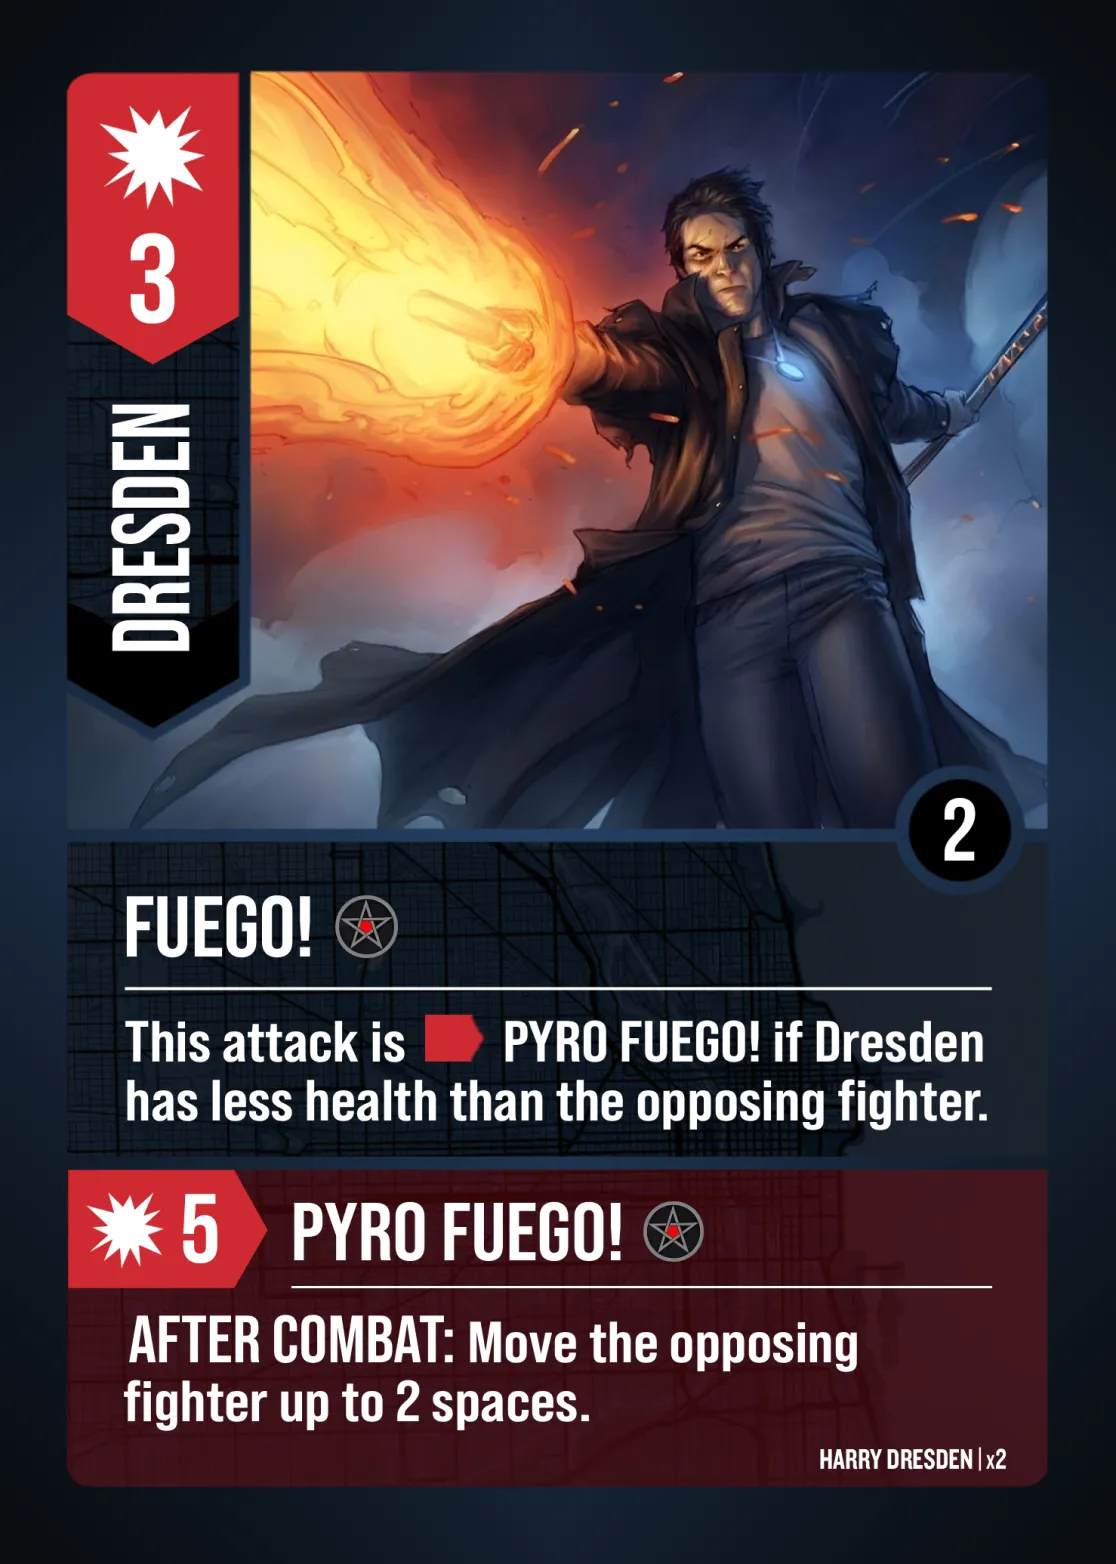 3
DRESDEN
2
FUEGO!
This attack is PYRO FUEGO! if Dresden
has less health than the opposing fighter.
5 PYRO FUEGO!
AFTER COMBAT: Move the opposing
fighter up to 2 spaces.
HARRY DRESDEN | x2